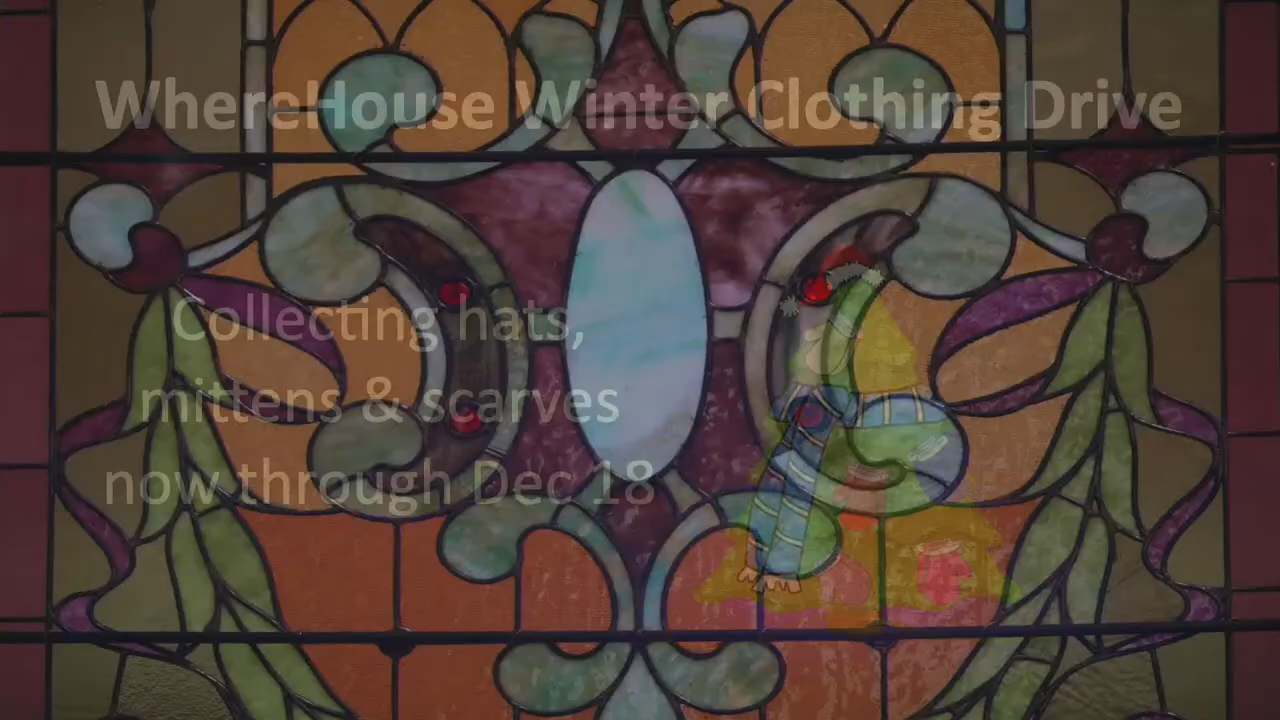 WhereHouse Winter Clothing Drive
Collecting hats,
mittens & scarves
now through Dec 18